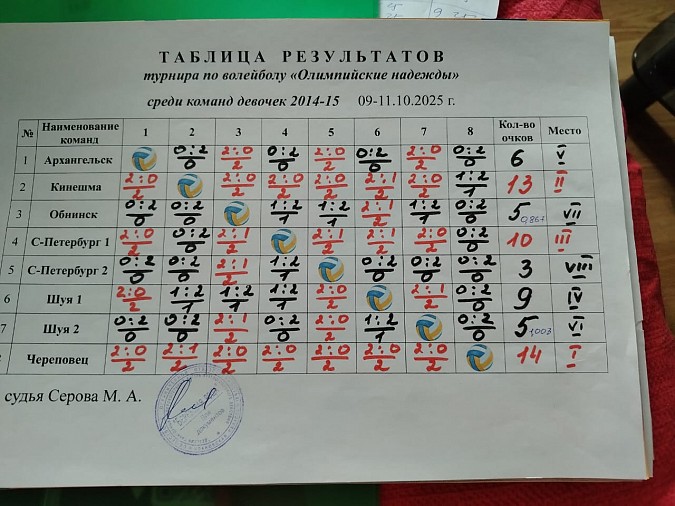 ТАБЛИЦА РЕЗУЛЬТАТОВ
турнира по волейболу «Олимпийские надежды»
среди команд девочек 2014-15 09-11.10.2025 г.
№ Наименование команд 1 2 3 4 5 6 7 8 Кол-во очков Место
1 Архангельск 0:2 0 2:0 2 0:2 0 2:0 2 0:2 0 2:0 2 0:2 0 6 V
2 Кинешма 2:0 2 2:0 2 2:0 2 2:0 2 2:1 2 2:0 2 1:2 1 13 II
3 Обнинск 0:2 0 0:2 0 1:2 1 1:2 1 2:1 2 1:2 1 0:2 0 5 0,867 VII
4 С-Петербург 1 2:0 2 0:2 0 2:1 2 2:1 2 2:1 2 2:0 2 0:2 0 10 III
5 С-Петербург 2 0:2 0 0:2 0 2:1 2 1:2 1 0:2 0 0:2 0 0:2 0 3 VIII
6 Шуя 1 2:0 2 1:2 1 1:2 1 1:2 1 2:0 2 2:1 2 0:2 0 9 IV
7 Шуя 2 0:2 0 0:2 0 2:1 2 0:2 0 2:0 2 1:2 1 0:2 0 5 1,003 VI
Череповец 2:0 2 2:1 2 2:0 2 2:0 2 2:0 2 2:0 2 2:0 2 14 I
судья Серова М. А.